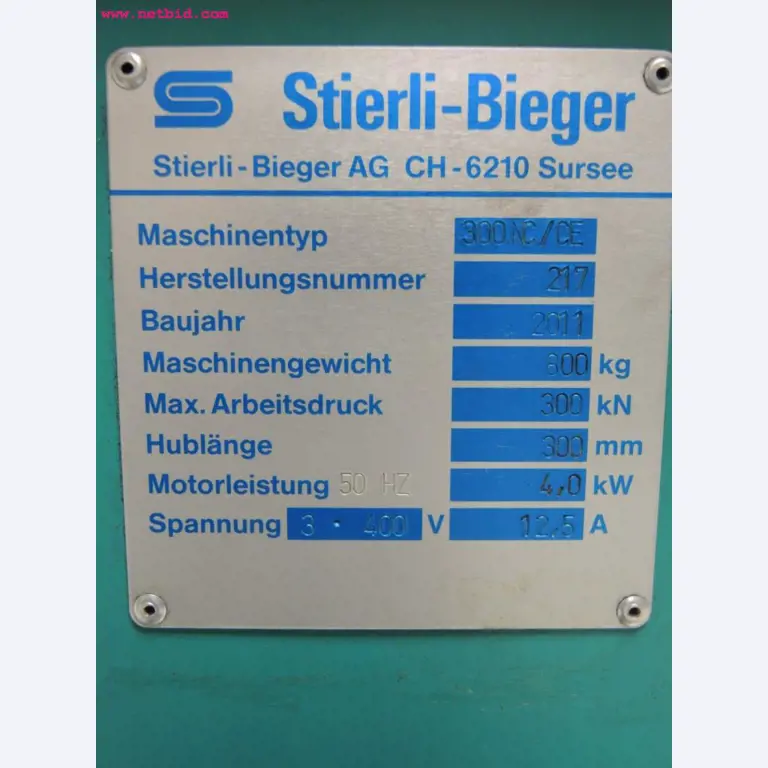 www.netbid.com
Stierli-Bieger
Stierli-Bieger AG CH-6210 Sursee
Maschinentyp 300NC/CE
Herstellungsnummer 217
Baujahr 2011
Maschinengewicht 800 kg
Max. Arbeitsdruck 300 kN
Hublänge 300 mm
Motorleistung 50 HZ 4,0 kW
Spannung 3 · 400 V 12,5 A